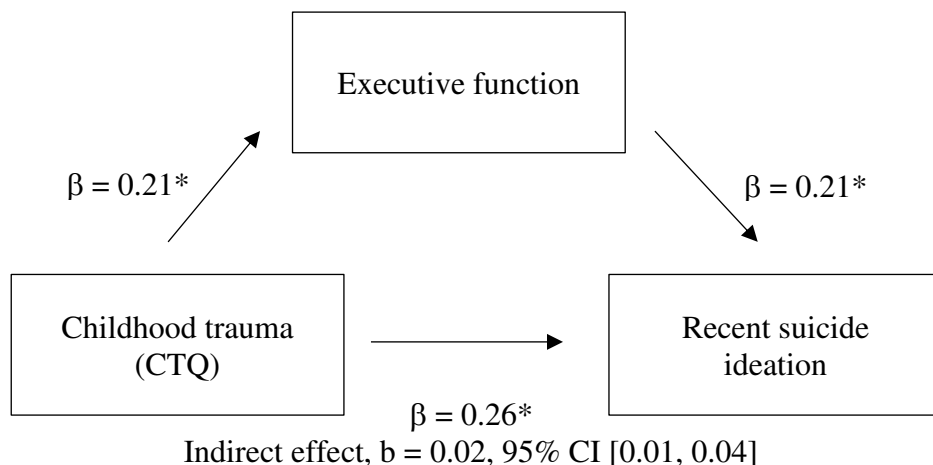 Executive function
β = 0.21*
β = 0.21*
Childhood trauma
(CTQ)
Recent suicide
ideation
β = 0.26*
Indirect effect, b = 0.02, 95% CI [0.01, 0.04]